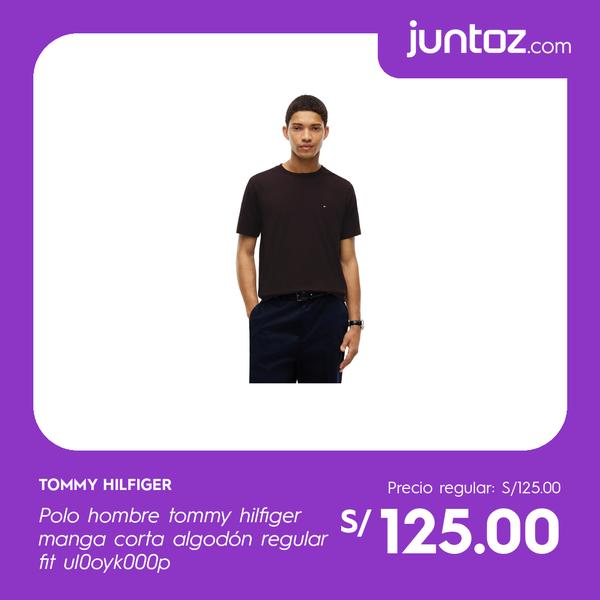 juntoz.com
TOMMY HILFIGER
Polo hombre tommy hilfiger
manga corta algodón regular
fit ul0oyk000p
Precio regular: S/125.00
S/125.00